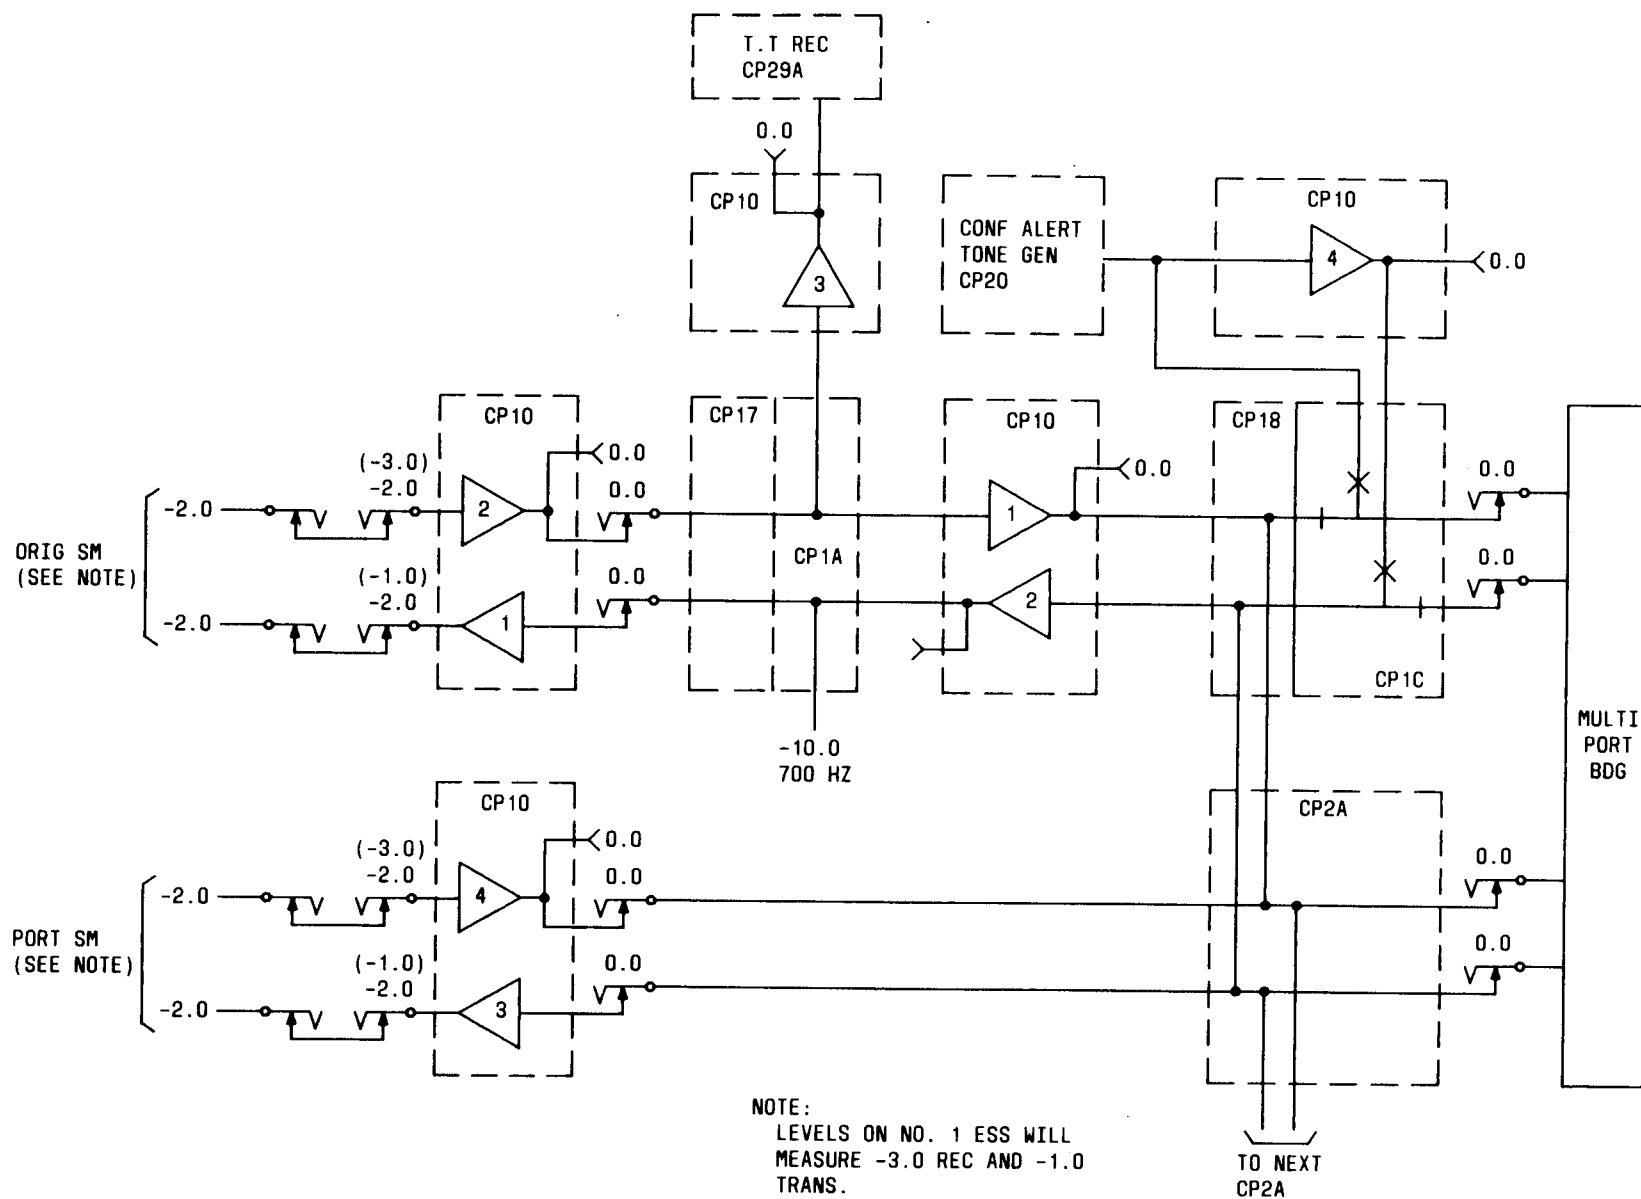 T.T REC
CP29A
0.0
CP10
3
CONF ALERT
TONE GEN
CP20
CP10
4
0.0
CP10
(-3.0)
-2.0
-2.0
2
0.0
0.0
CP17
CP1A
CP10
1
0.0
CP18
0.0
ORIG SM
(SEE NOTE)
(-1.0)
-2.0
-2.0
1
0.0
2
0.0
CP1C
-10.0
700 HZ
MULTI
PORT
BDG
CP10
(-3.0)
-2.0
-2.0
4
0.0
0.0
CP2A
0.0
PORT SM
(SEE NOTE)
(-1.0)
-2.0
-2.0
3
0.0
0.0
NOTE:
LEVELS ON NO. 1 ESS WILL
MEASURE -3.0 REC AND -1.0
TRANS.
TO NEXT
CP2A